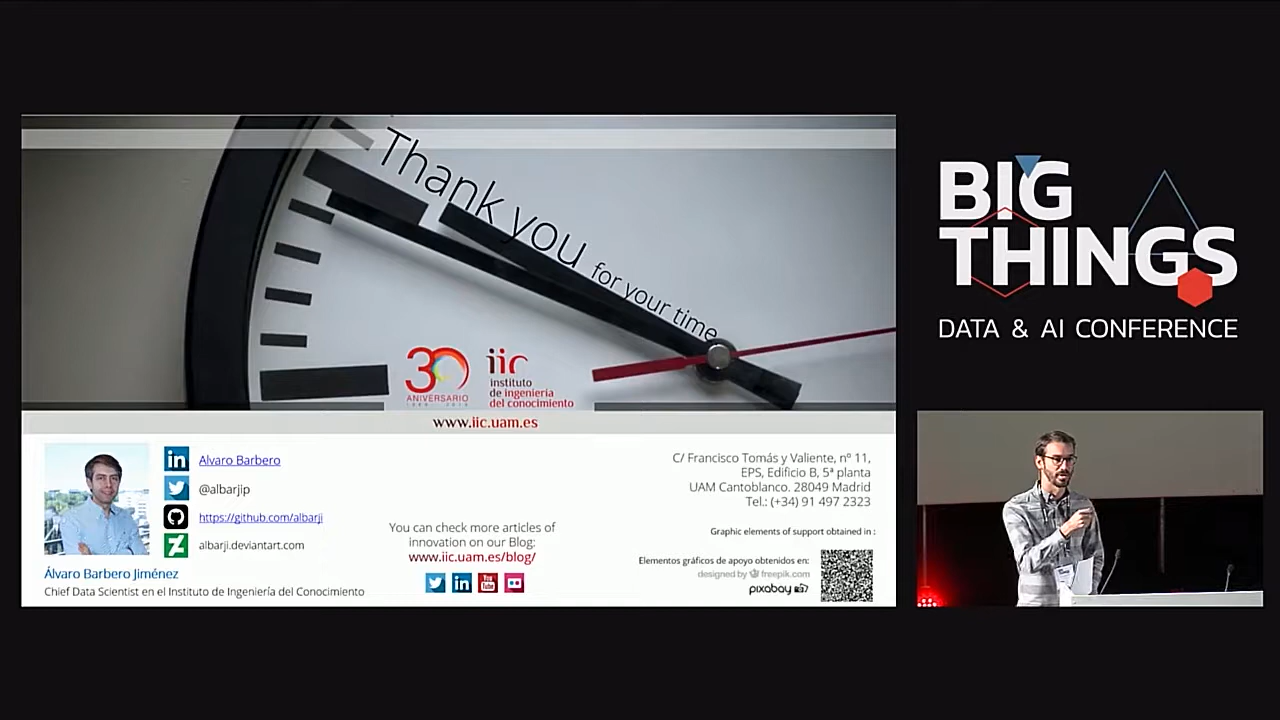 Thank you for your time
30
ANIVERSARIO
iic
instituto
de ingeniería
del conocimiento
www.iic.uam.es
in Alvaro Barbero
@albarjip
https://github.com/albarji
albarji.deviantart.com
Álvaro Barbero Jiménez
Chief Data Scientist en el Instituto de Ingeniería del Conocimiento
You can check more articles of
innovation on our Blog:
www.iic.uam.es/blog/
in You Tube
C/ Francisco Tomás y Valiente, nº 11,
EPS, Edificio B, 5ª planta
UAM Cantoblanco. 28049 Madrid
Tel.: (+34) 91 497 2323
Graphic elements of support obtained in :
Elementos gráficos de apoyo obtenidos en:
designed by freepik.com
pixabay
BIG
THINGS
DATA & AI CONFERENCE